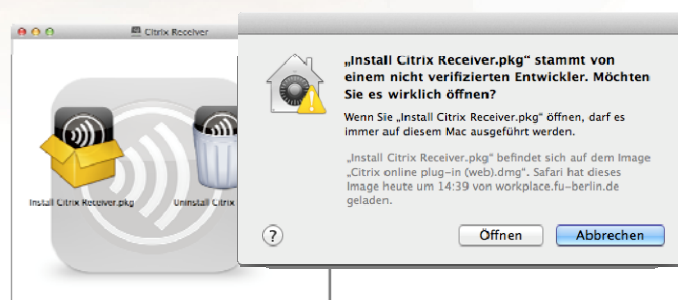 Citrix Receiver
Install Citrix Receiver.pkg
Uninstall Citrix
„Install Citrix Receiver.pkg“ stammt von
einem nicht verifizierten Entwickler. Möchten
Sie es wirklich öffnen?
Wenn Sie „Install Citrix Receiver.pkg“ öffnen, darf es
immer auf diesem Mac ausgeführt werden.
„Install Citrix Receiver.pkg“ befindet sich auf dem Image
„Citrix online plug-in (web).dmg“. Safari hat dieses
Image heute um 14:39 von workplace.fu-berlin.de
geladen.
?
Öffnen
Abbrechen